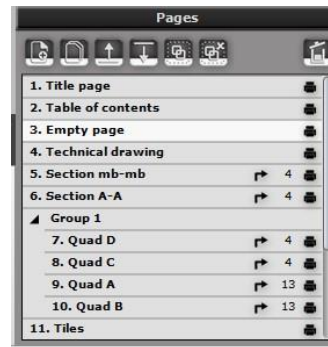 Pages
1. Title page
2. Table of contents
3. Empty page
4. Technical drawing
5. Section mb-mb 4
6. Section A-A 4
Group 1
7. Quad D 4
8. Quad C 4
9. Quad A 13
10. Quad B 13
11. Tiles